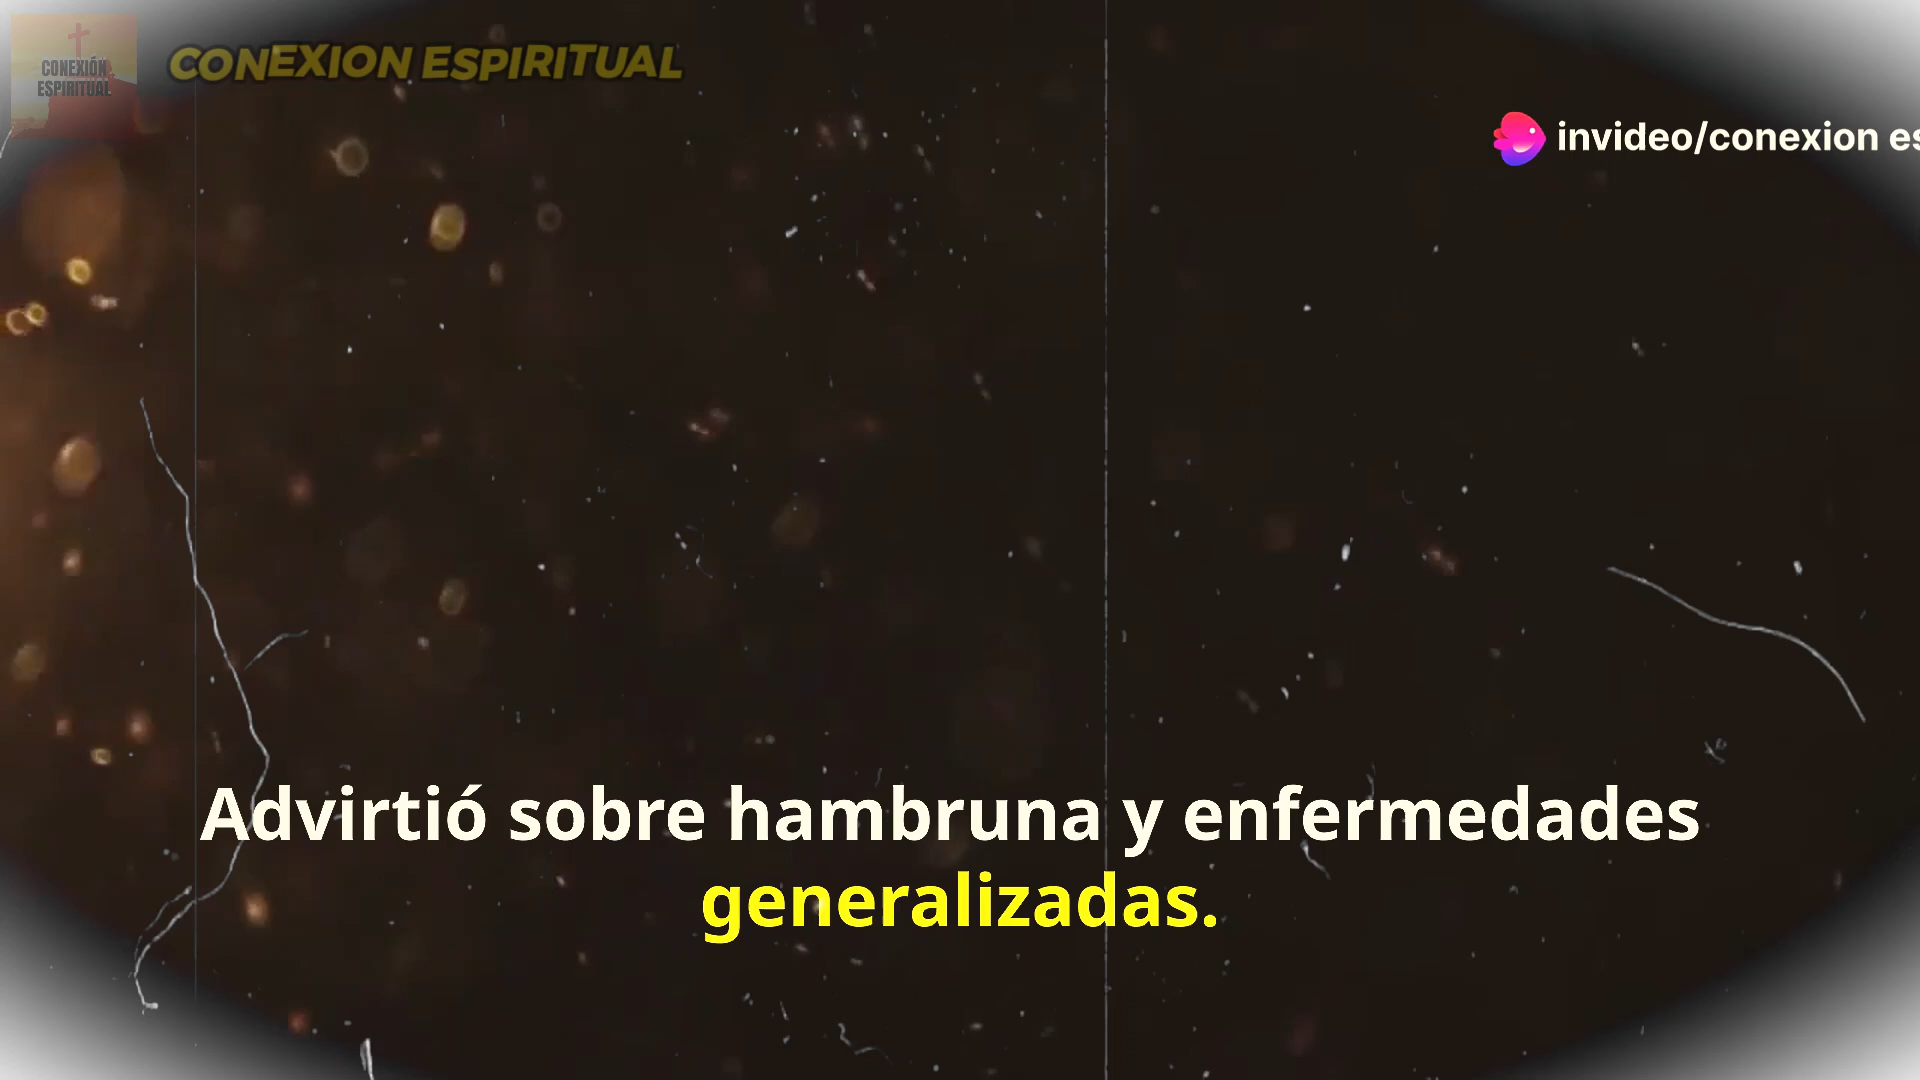 CONEXIÓN
ESPIRITUAL
CONEXION ESPIRITUAL
invideo/conexion es
Advirtió sobre hambruna y enfermedades
generalizadas.